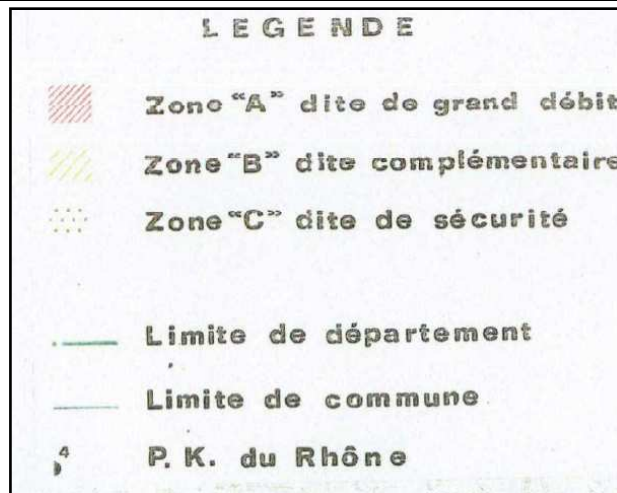 LEGENDE
Zone "A" dite de grand débit
Zone "B" dite complémentaire
Zone "C" dite de sécurité
Limite de département
Limite de commune
4 P. K. du Rhône